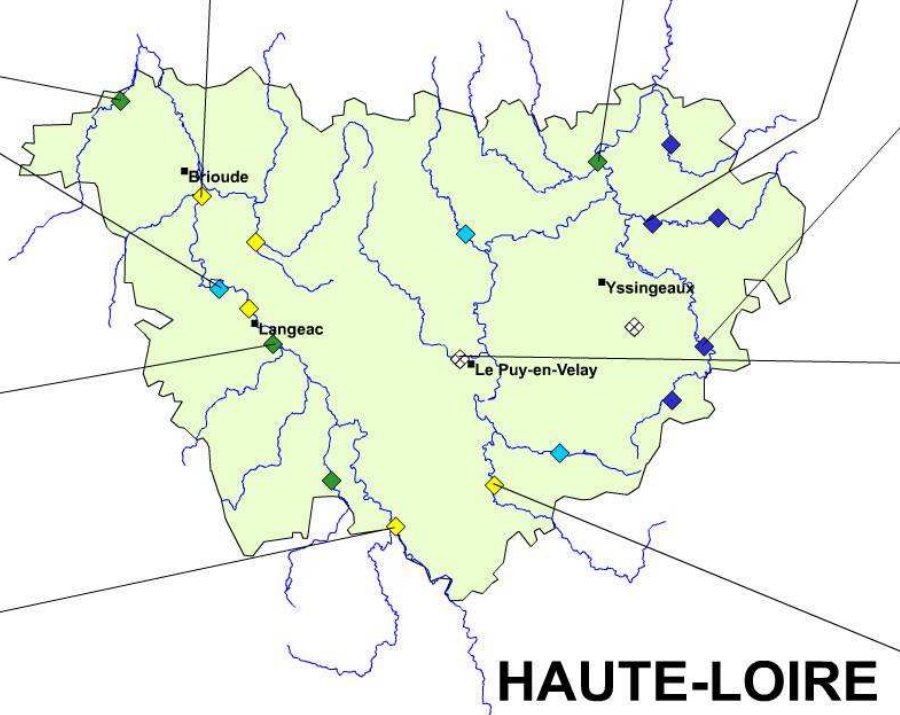 Brioude
Yssingeaux
Langeac
Le Puy-en-Velay
HAUTE-LOIRE